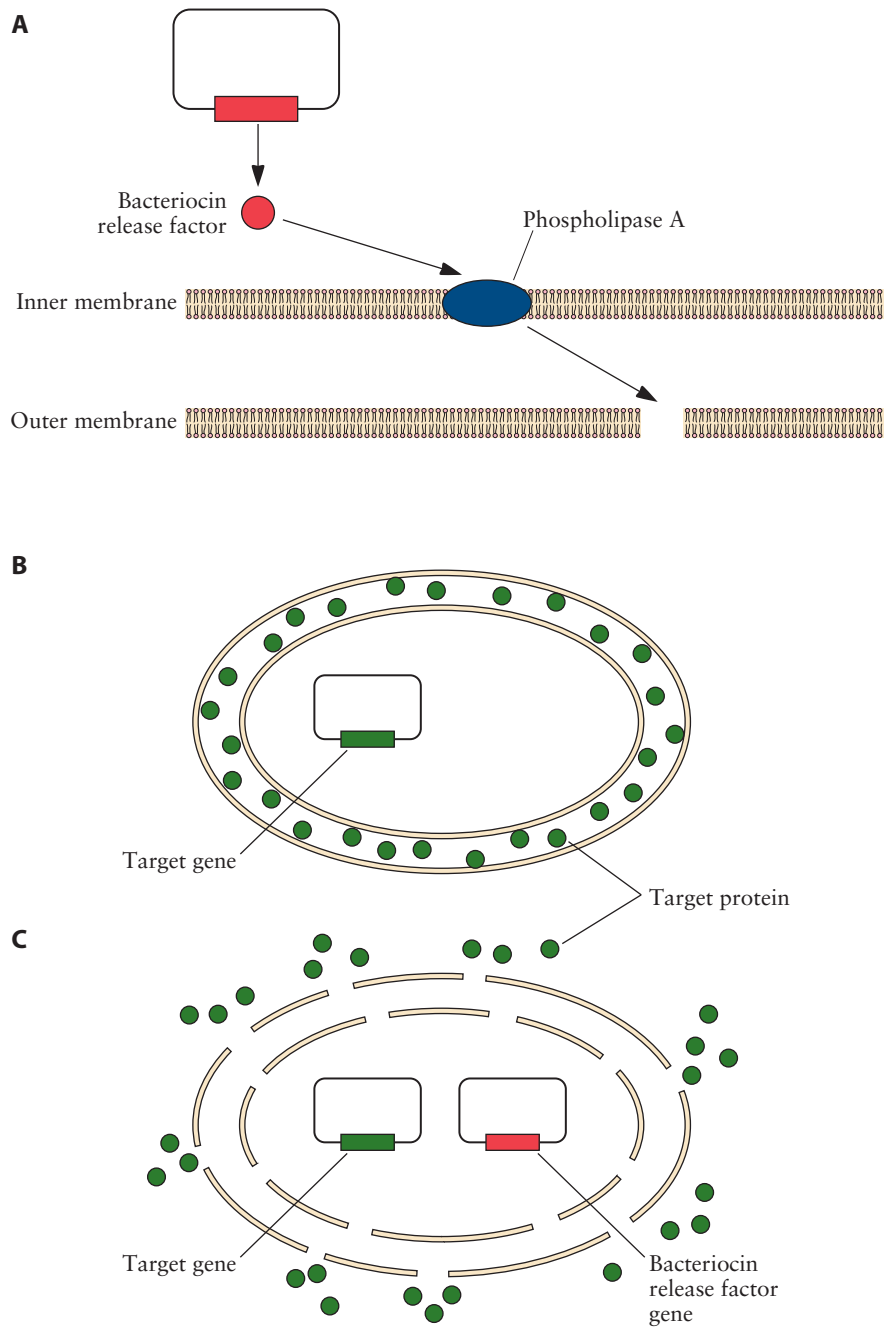 A
Bacteriocin
release factor
Phospholipase A
Inner membrane
Outer membrane
B
Target gene
Target protein
C
Target gene
Bacteriocin
release factor
gene